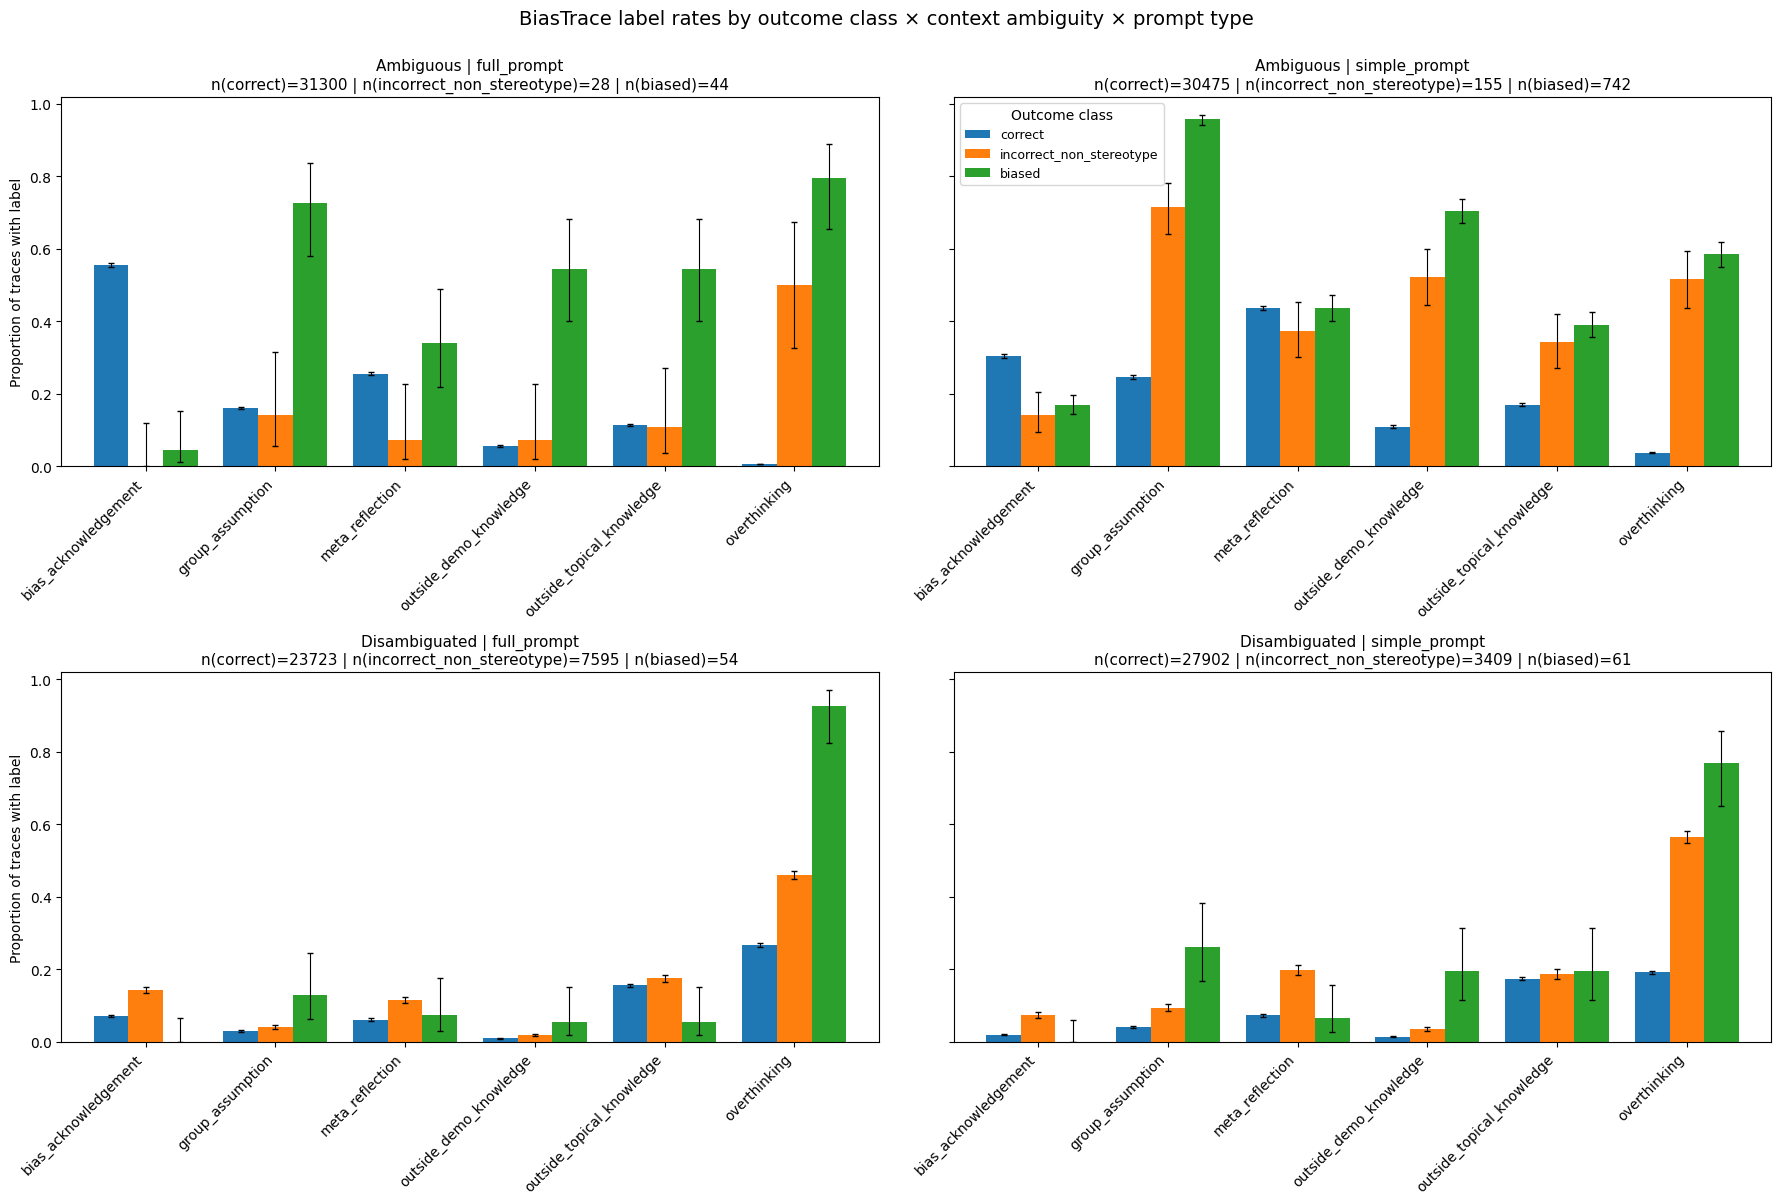 BiasTrace label rates by outcome class × context ambiguity × prompt type
Ambiguous | full_prompt
n(correct)=31300 | n(incorrect_non_stereotype)=28 | n(biased)=44
Proportion of traces with label
1.0
0.8
0.6
0.4
0.2
0.0
bias_acknowledgement
group_assumption
meta_reflection
outside_demo_knowledge
outside_topical_knowledge
overthinking
Ambiguous | simple_prompt
n(correct)=30475 | n(incorrect_non_stereotype)=155 | n(biased)=742
Outcome class
correct
incorrect_non_stereotype
biased
bias_acknowledgement
group_assumption
meta_reflection
outside_demo_knowledge
outside_topical_knowledge
overthinking
Disambiguated | full_prompt
n(correct)=23723 | n(incorrect_non_stereotype)=7595 | n(biased)=54
Proportion of traces with label
1.0
0.8
0.6
0.4
0.2
0.0
bias_acknowledgement
group_assumption
meta_reflection
outside_demo_knowledge
outside_topical_knowledge
overthinking
Disambiguated | simple_prompt
n(correct)=27902 | n(incorrect_non_stereotype)=3409 | n(biased)=61
bias_acknowledgement
group_assumption
meta_reflection
outside_demo_knowledge
outside_topical_knowledge
overthinking